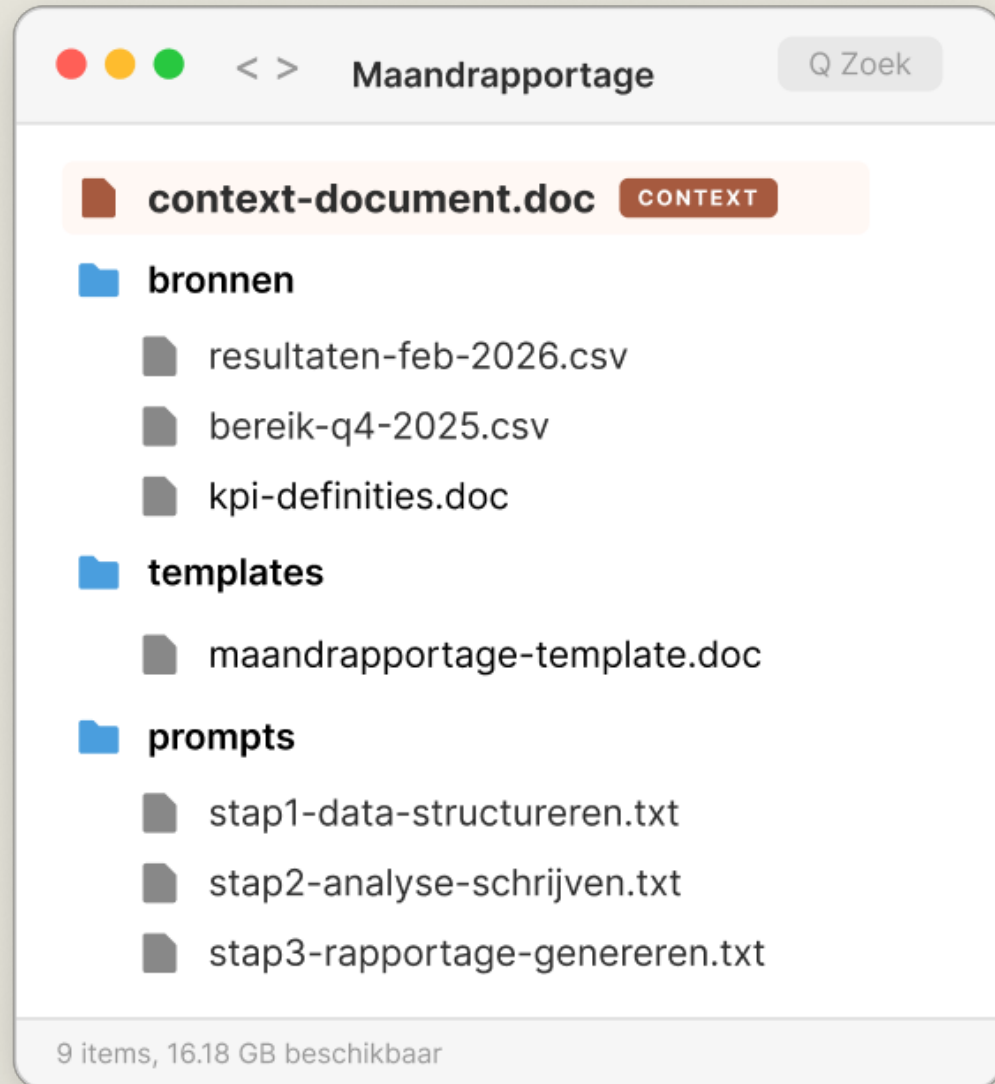 < > Maandrapportage Q Zoek
context-document.doc CONTEXT
bronnen
resultaten-feb-2026.csv
bereik-q4-2025.csv
kpi-definities.doc
templates
maandrapportage-template.doc
prompts
stap1-data-structureren.txt
stap2-analyse-schrijven.txt
stap3-rapportage-genereren.txt
9 items, 16.18 GB beschikbaar